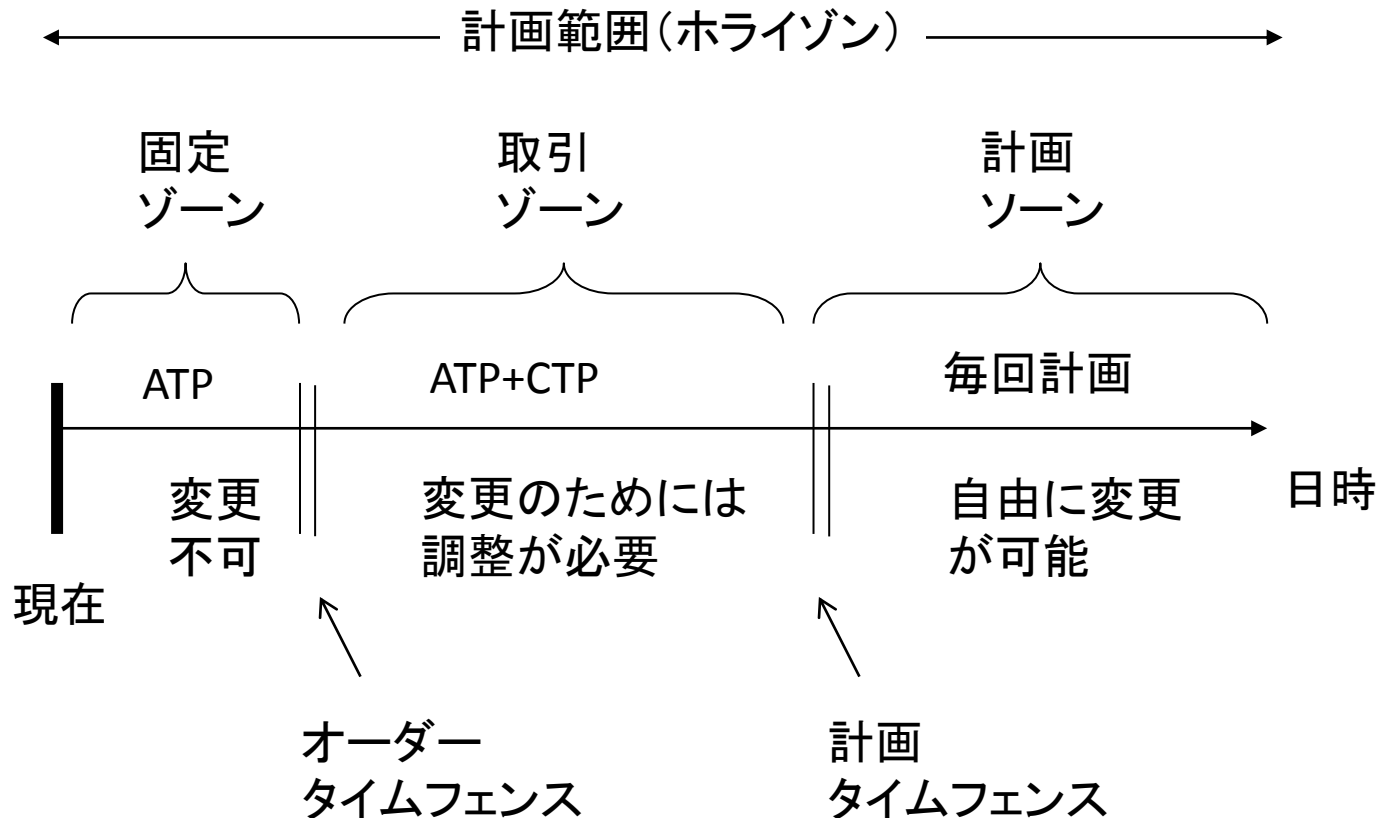 計画範囲(ホライゾン)
固定
ゾーン
取引
ゾーン
計画
ソーン
ATP
ATP+CTP
毎回計画
変更
不可
変更のためには
調整が必要
自由に変更
が可能
日時
現在
オーダー
タイムフェンス
計画
タイムフェンス